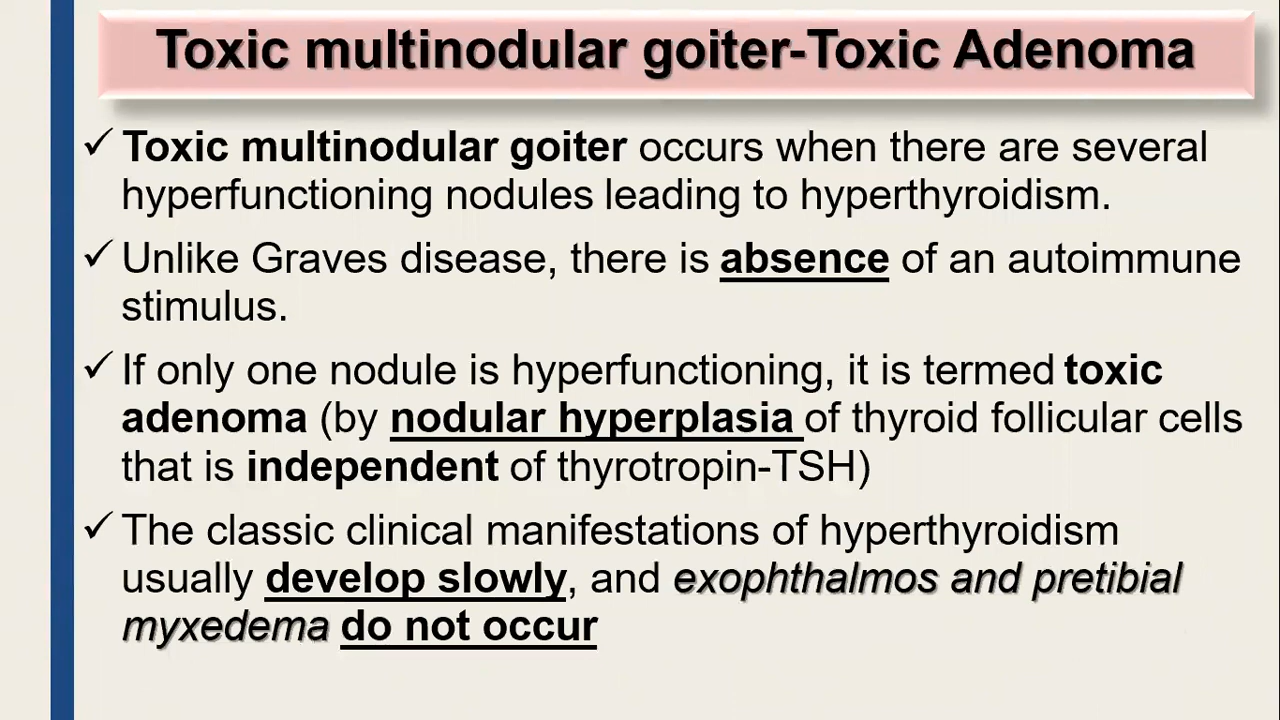 Toxic multinodular goiter-Toxic Adenoma
✓ Toxic multinodular goiter occurs when there are several
hyperfunctioning nodules leading to hyperthyroidism.
✓ Unlike Graves disease, there is absence of an autoimmune
stimulus.
✓ If only one nodule is hyperfunctioning, it is termed toxic
adenoma (by nodular hyperplasia of thyroid follicular cells
that is independent of thyrotropin-TSH)
✓ The classic clinical manifestations of hyperthyroidism
usually develop slowly, and exophthalmos and pretibial
myxedema do not occur